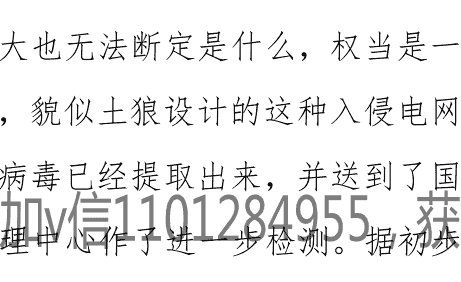 大也无法断定是什么，权当是一
，貌似土狼设计的这种入侵电网
病毒已经提取出来，并送到了国
加v信1101284955，获
理中心作了进一步检测。据初步